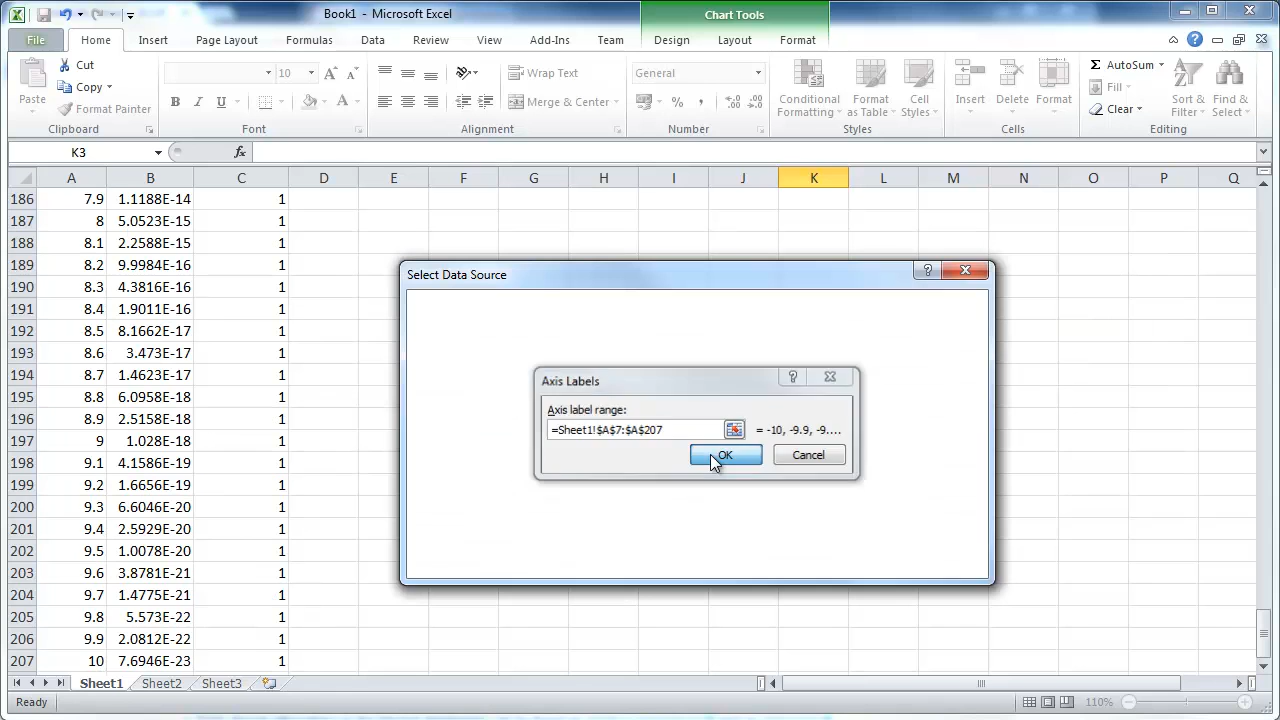 Book1 - Microsoft Excel
Chart Tools
File Home Insert Page Layout Formulas Data Review View Add-Ins Team Design Layout Format
Paste
Cut
Copy
Format Painter
Clipboard
10
A A
B I U
A
Font
Wrap Text
Merge & Center
Alignment
General
% ,
Number
Conditional Formatting
Format as Table
Cell Styles
Styles
Insert
Delete
Format
Cells
Σ AutoSum
Fill
Clear
Sort & Filter
Find & Select
Editing
K3 fx
A B C D E F G H I J K L M N O P Q
186 7.9 1.1188E-14 1
187 8 5.0523E-15 1
188 8.1 2.2588E-15 1
189 8.2 9.9984E-16 1
190 8.3 4.3816E-16 1
191 8.4 1.9011E-16 1
192 8.5 8.1662E-17 1
193 8.6 3.473E-17 1
194 8.7 1.4623E-17 1
195 8.8 6.0958E-18 1
196 8.9 2.5158E-18 1
197 9 1.028E-18 1
198 9.1 4.1586E-19 1
199 9.2 1.6656E-19 1
200 9.3 6.6046E-20 1
201 9.4 2.5929E-20 1
202 9.5 1.0078E-20 1
203 9.6 3.8781E-21 1
204 9.7 1.4775E-21 1
205 9.8 5.573E-22 1
206 9.9 2.0812E-22 1
207 10 7.6946E-23 1
Select Data Source
Axis Labels
Axis label range:
=Sheet1!$A$7:$A$207 = -10, -9.9, -9....
OK Cancel
Sheet1 Sheet2 Sheet3
Ready 110%